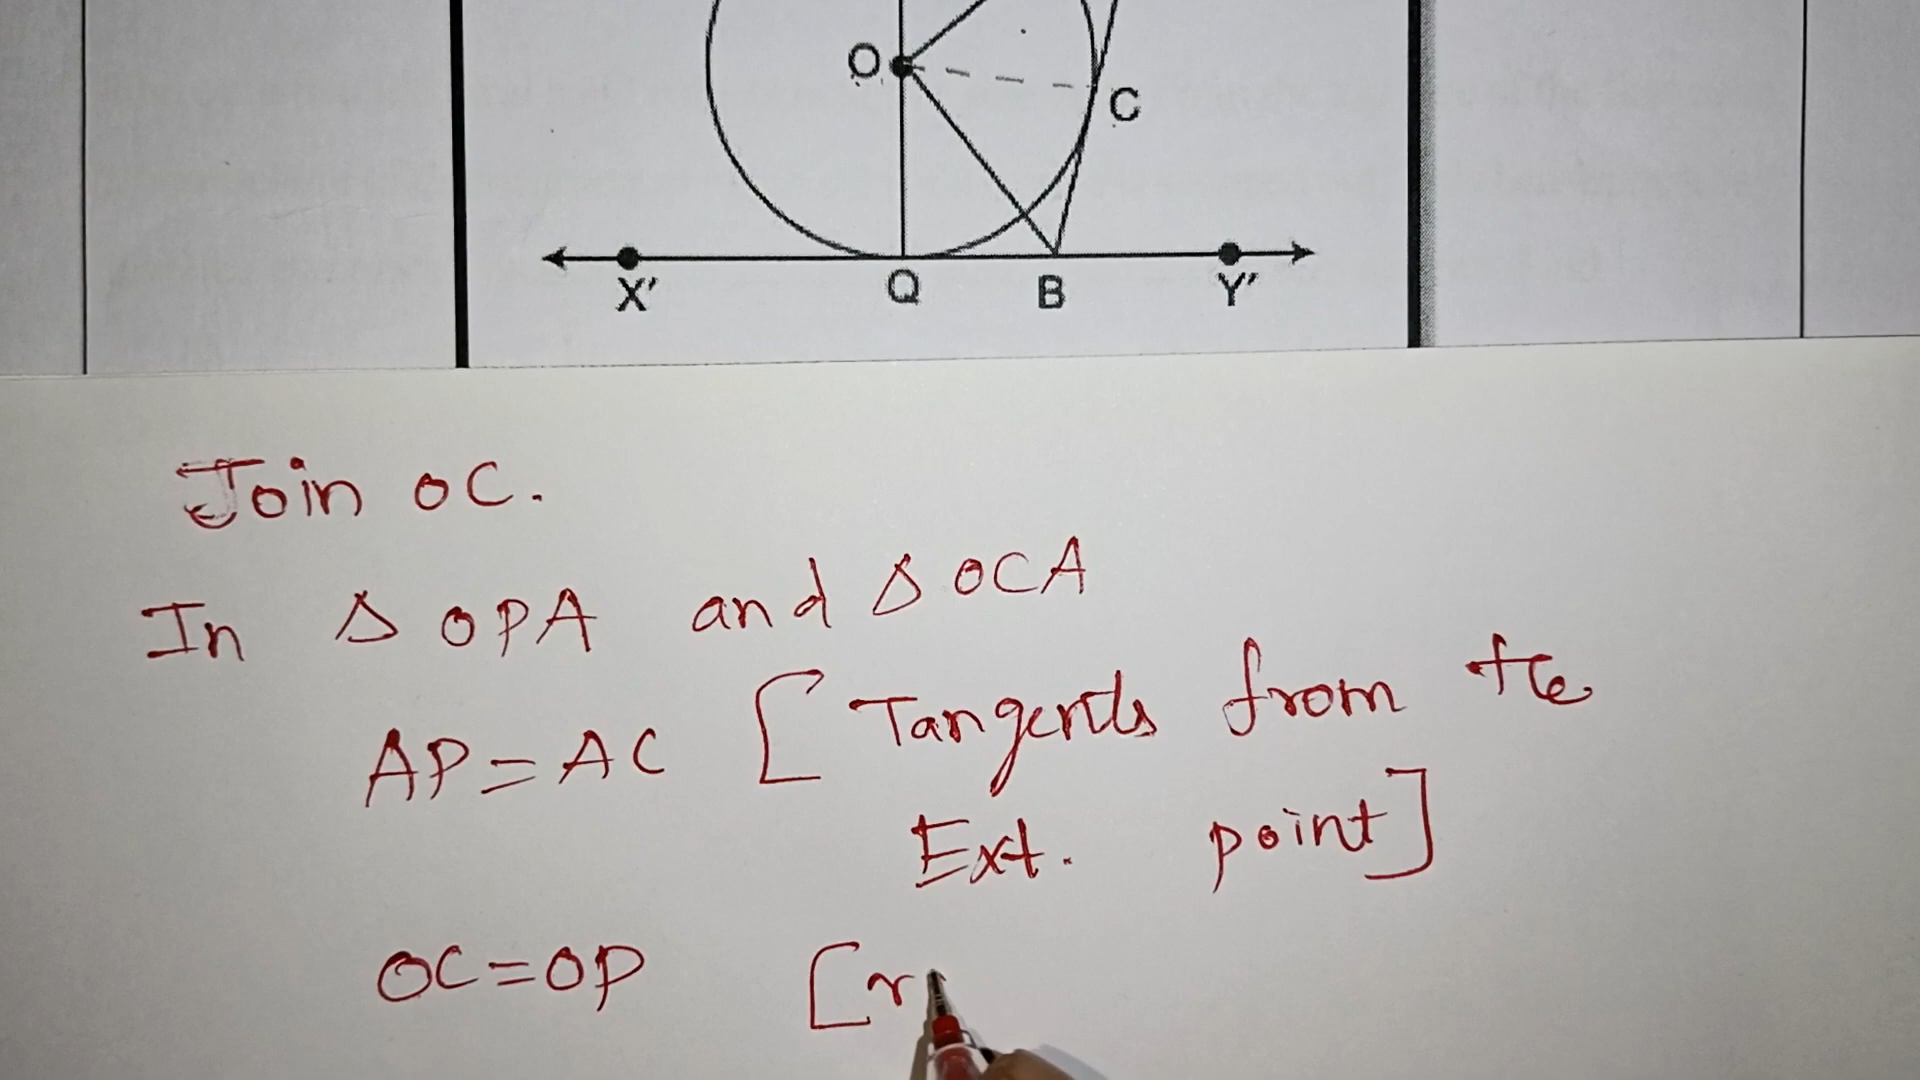 O
C
X' Q B Y'
Join OC.
In Δ OPA and Δ OCA
AP = AC [Tangents from the
Ext. point]
OC = OP [r